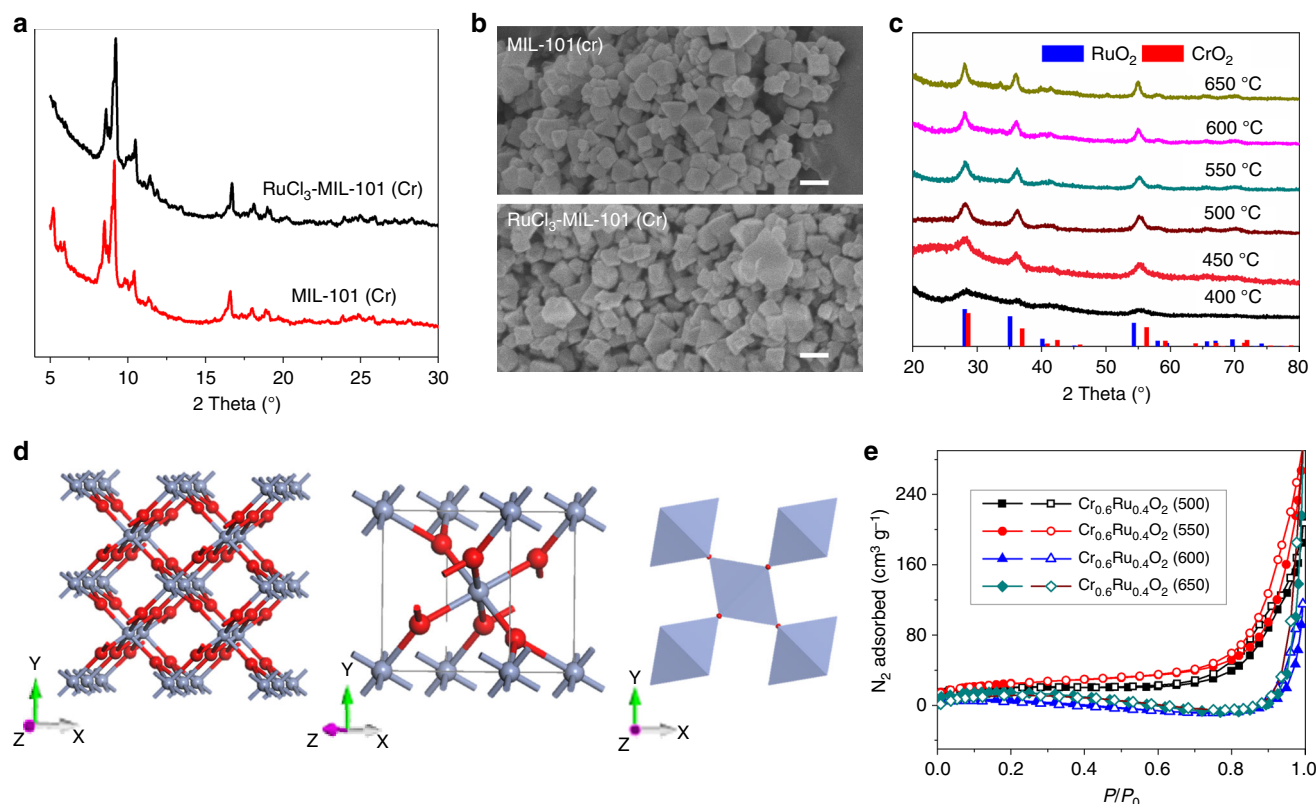 a
RuCl3-MIL-101 (Cr)
MIL-101 (Cr)
5 10 15 20 25 30
2 Theta (°)
b
MIL-101(cr)
RuCl3-MIL-101 (Cr)
c
RuO2 CrO2
650 °C
600 °C
550 °C
500 °C
450 °C
400 °C
20 30 40 50 60 70 80
2 Theta (°)
d
Y
Z X
Y
Z X
Y
Z X
e
N2 adsorbed (cm3 g−1)
240
160
80
0
Cr0.6Ru0.4O2 (500)
Cr0.6Ru0.4O2 (550)
Cr0.6Ru0.4O2 (600)
Cr0.6Ru0.4O2 (650)
0.0 0.2 0.4 0.6 0.8 1.0
P/P0